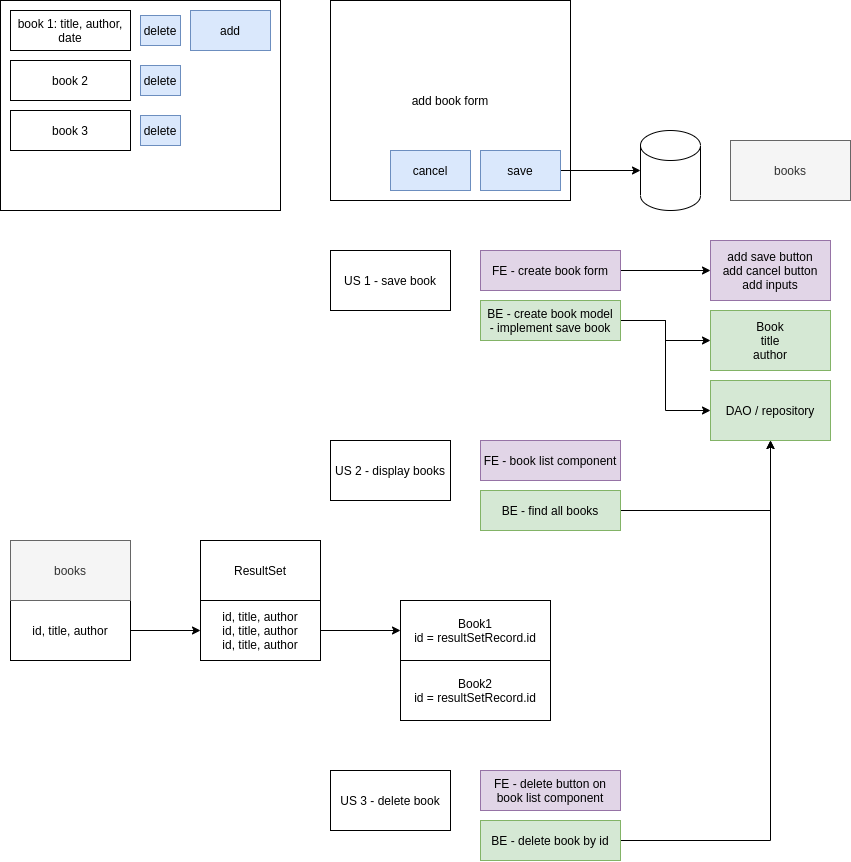 book 1: title, author,
date
delete
add
book 2
delete
book 3
delete
add book form
cancel
save
books
US 1 - save book
FE - create book form
add save button
add cancel button
add inputs
BE - create book model
- implement save book
Book
title
author
DAO / repository
US 2 - display books
FE - book list component
BE - find all books
books
id, title, author
ResultSet
id, title, author
id, title, author
id, title, author
Book1
id = resultSetRecord.id
Book2
id = resultSetRecord.id
US 3 - delete book
FE - delete button on
book list component
BE - delete book by id